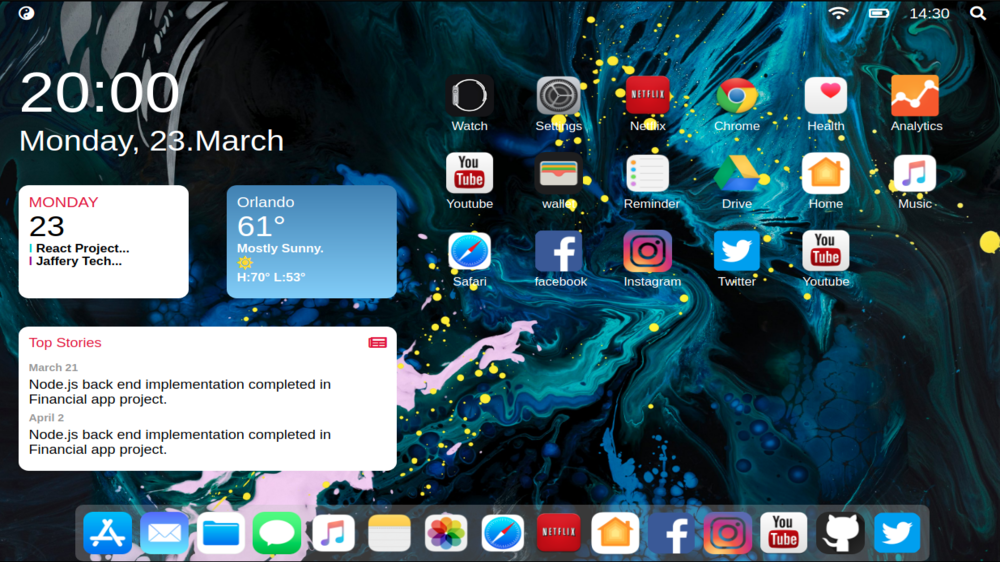 14:30
20:00
Monday, 23.March
MONDAY
23
React Project...
Jaffery Tech...
Orlando
61°
Mostly Sunny.
H:70° L:53°
Top Stories
March 21
Node.js back end implementation completed in
Financial app project.
April 2
Node.js back end implementation completed in
Financial app project.
NETFLIX
Watch Settings Netflix Chrome Health Analytics
You
Tube
Youtube wallet Reminder Drive Home Music
You
Tube
Safari facebook Instagram Twitter Youtube
NETFLIX
You
Tube